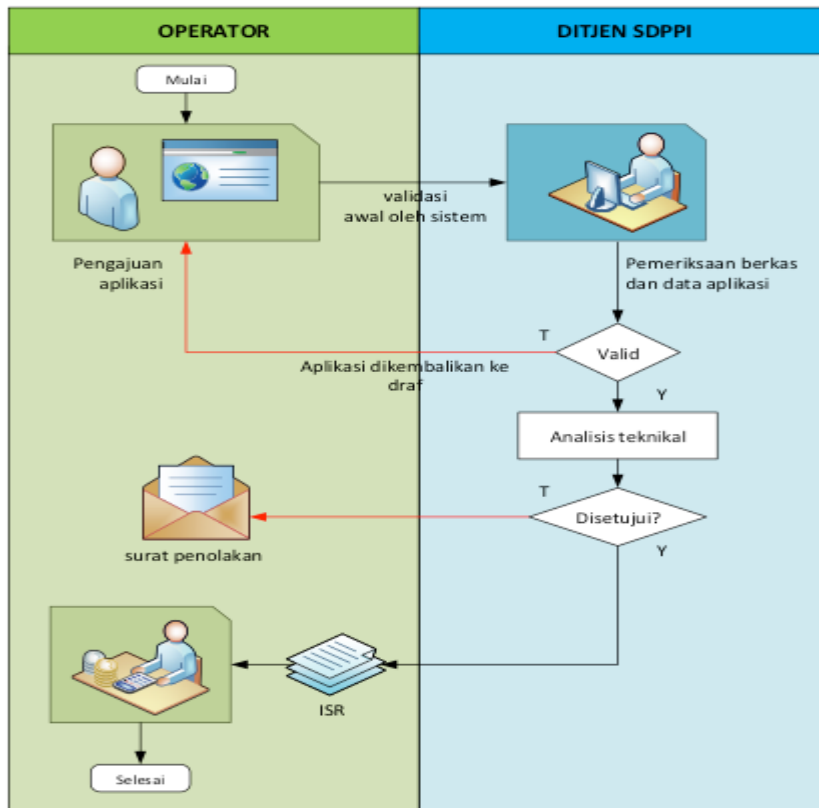 OPERATOR
DITJEN SDPPI
Mulai
validasi
awal oleh sistem
Pengajuan
aplikasi
Pemeriksaan berkas
dan data aplikasi
T
Valid
Aplikasi dikembalikan ke
draf
Y
Analisis teknikal
T
Disetujui?
Y
surat penolakan
ISR
Selesai